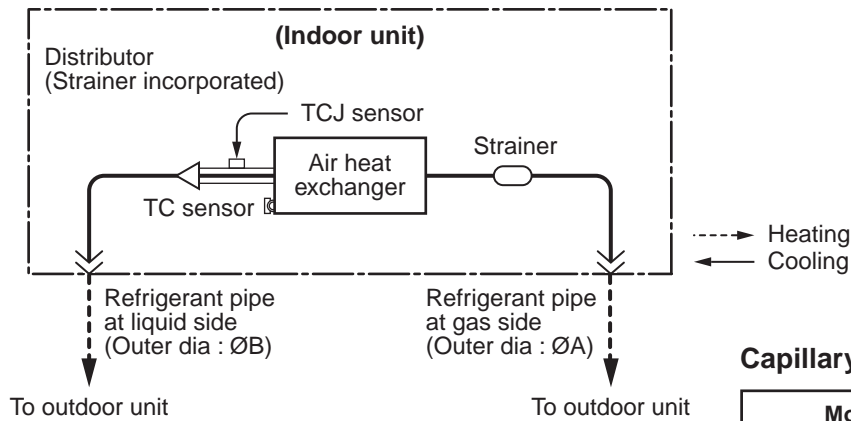 (Indoor unit)
Distributor
(Strainer incorporated)
TCJ sensor
Air heat
exchanger
Strainer
TC sensor
Heating
Cooling
Refrigerant pipe
at liquid side
(Outer dia : ØB)
Refrigerant pipe
at gas side
(Outer dia : ØA)
To outdoor unit
To outdoor unit
Capillary
Mo